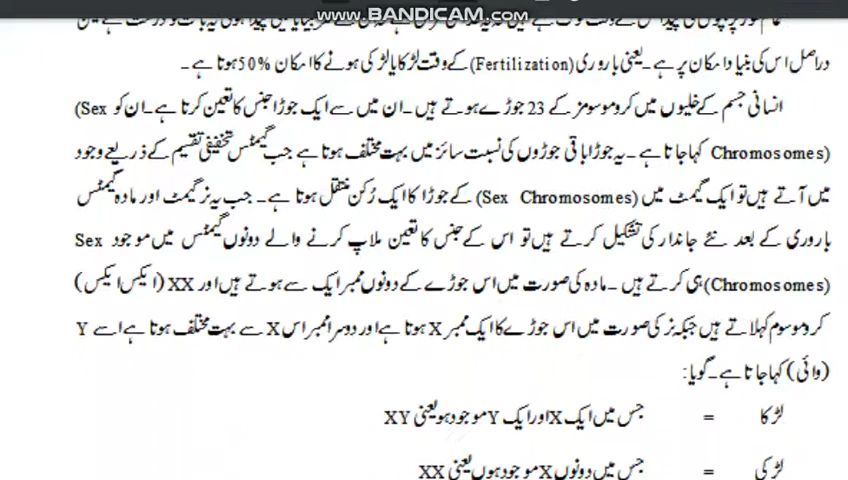 www.BANDICAM.com
دراصل اس کی بنیاد امکان پر ہے۔ یعنی باروری (Fertilization) کے وقت لڑکا یا لڑکی ہونے کا امکان %50 ہوتا ہے۔
انسانی جسم کے خلیوں میں کروموسومز کے 23 جوڑے ہوتے ہیں۔ ان میں سے ایک جوڑا جنس کا تعین کرتا ہے۔ ان کو Sex)
(Chromosomes کہا جاتا ہے۔ یہ جوڑا باقی جوڑوں کی نسبت سائز میں بہت مختلف ہوتا ہے جب گیمٹس تخفیفی تقسیم کے ذریعے وجود
میں آتے ہیں تو ایک گیمٹ میں (Sex Chromosomes) کے جوڑا کا ایک رُکن منتقل ہوتا ہے۔ جب یہ نر گیمٹ اور مادہ گیمٹس
باروری کے بعد نئے جاندار کی تشکیل کرتے ہیں تو اس کے جنس کا تعین ملاپ کرنے والے دونوں گیمٹس میں موجود Sex
(Chromosomes) ہی کرتے ہیں۔ مادہ کی صورت میں اس جوڑے کے دونوں ممبر ایک سے ہوتے ہیں اور XX (ایکس ایکس)
کروموسوم کہلاتے ہیں جبکہ نر کی صورت میں اس جوڑے کا ایک ممبر X ہوتا ہے اور دوسرا ممبر اس X سے بہت مختلف ہوتا ہے اسے Y
(وائی) کہا جاتا ہے۔ گویا:
لڑکا = جس میں ایک X اور ایک Y موجود ہو یعنی XY
لڑکی = جس میں دونوں X موجود ہوں یعنی XX